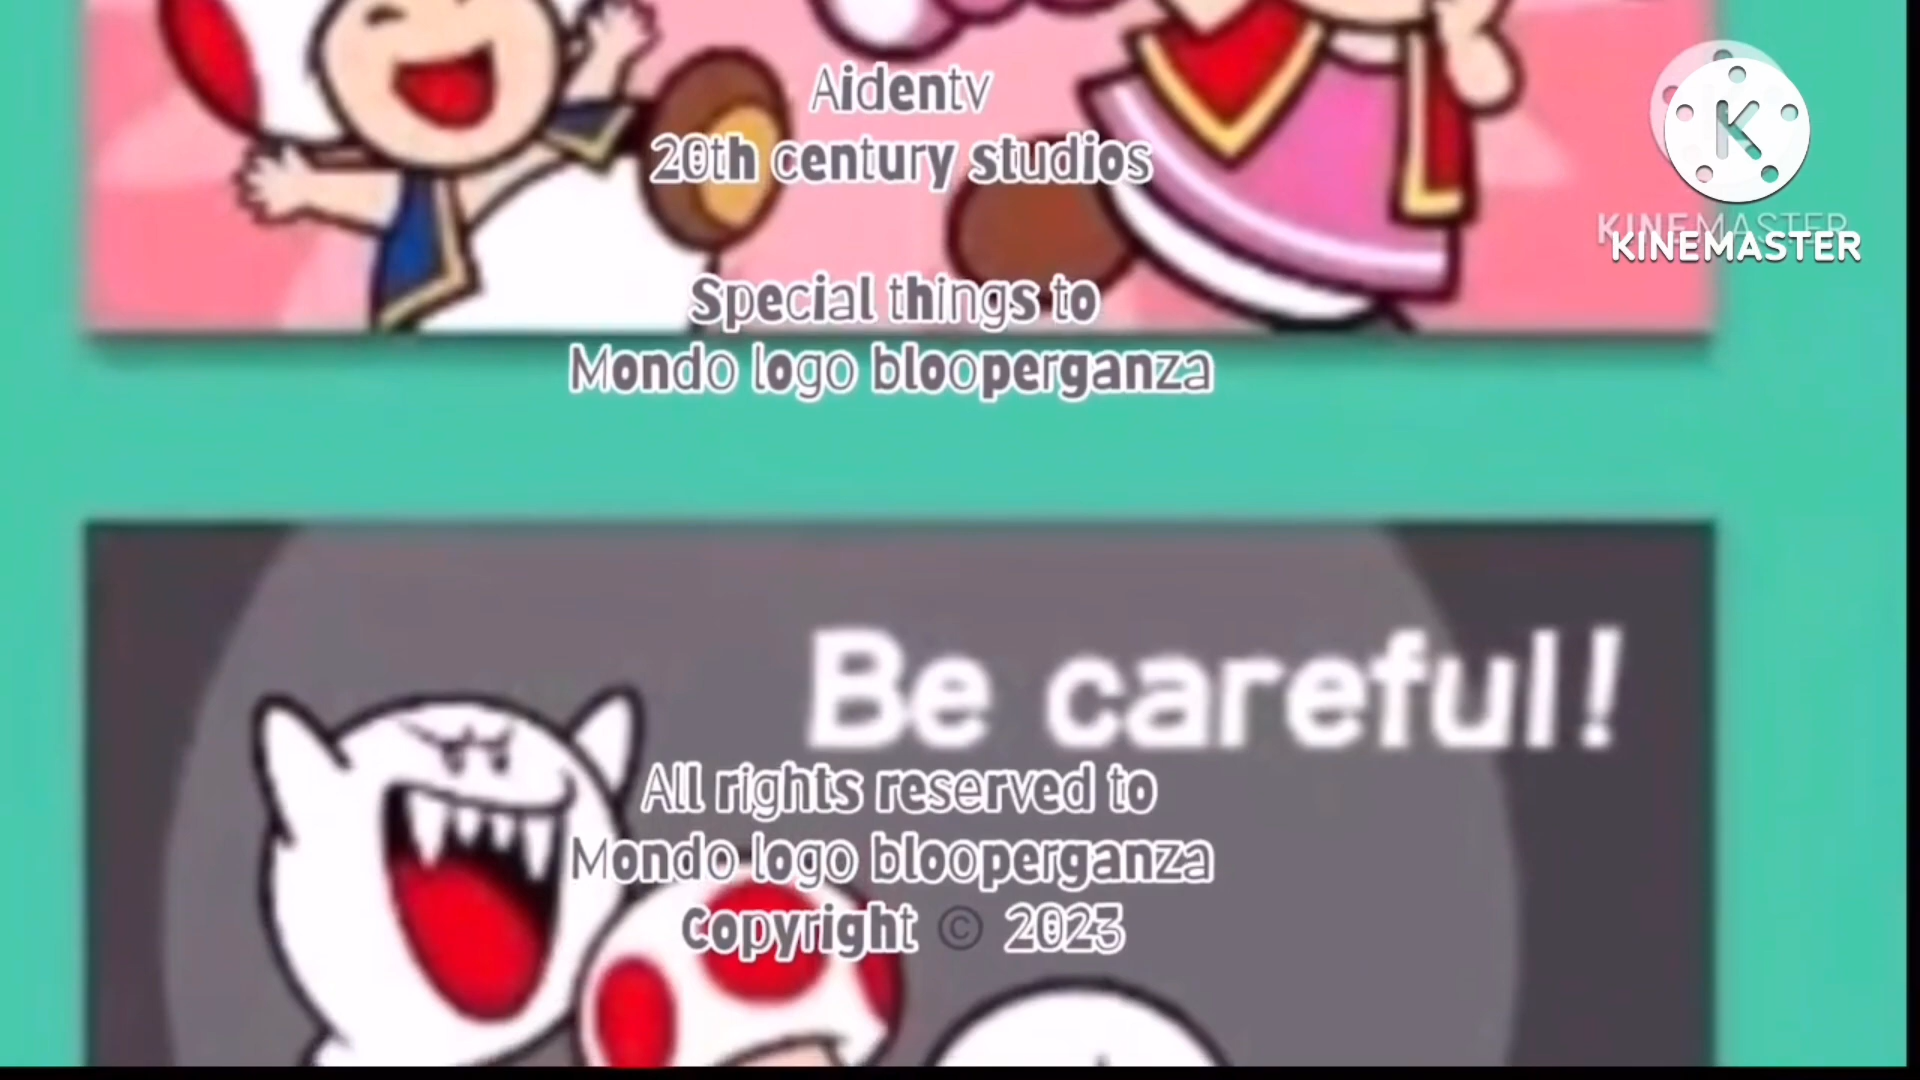 Aidentv
20th century studios
KINEMASTER
KINEMASTER
Special things to
Mondo logo blooperganza
Be careful!
All rights reserved to
Mondo logo blooperganza
Copyright © 2023